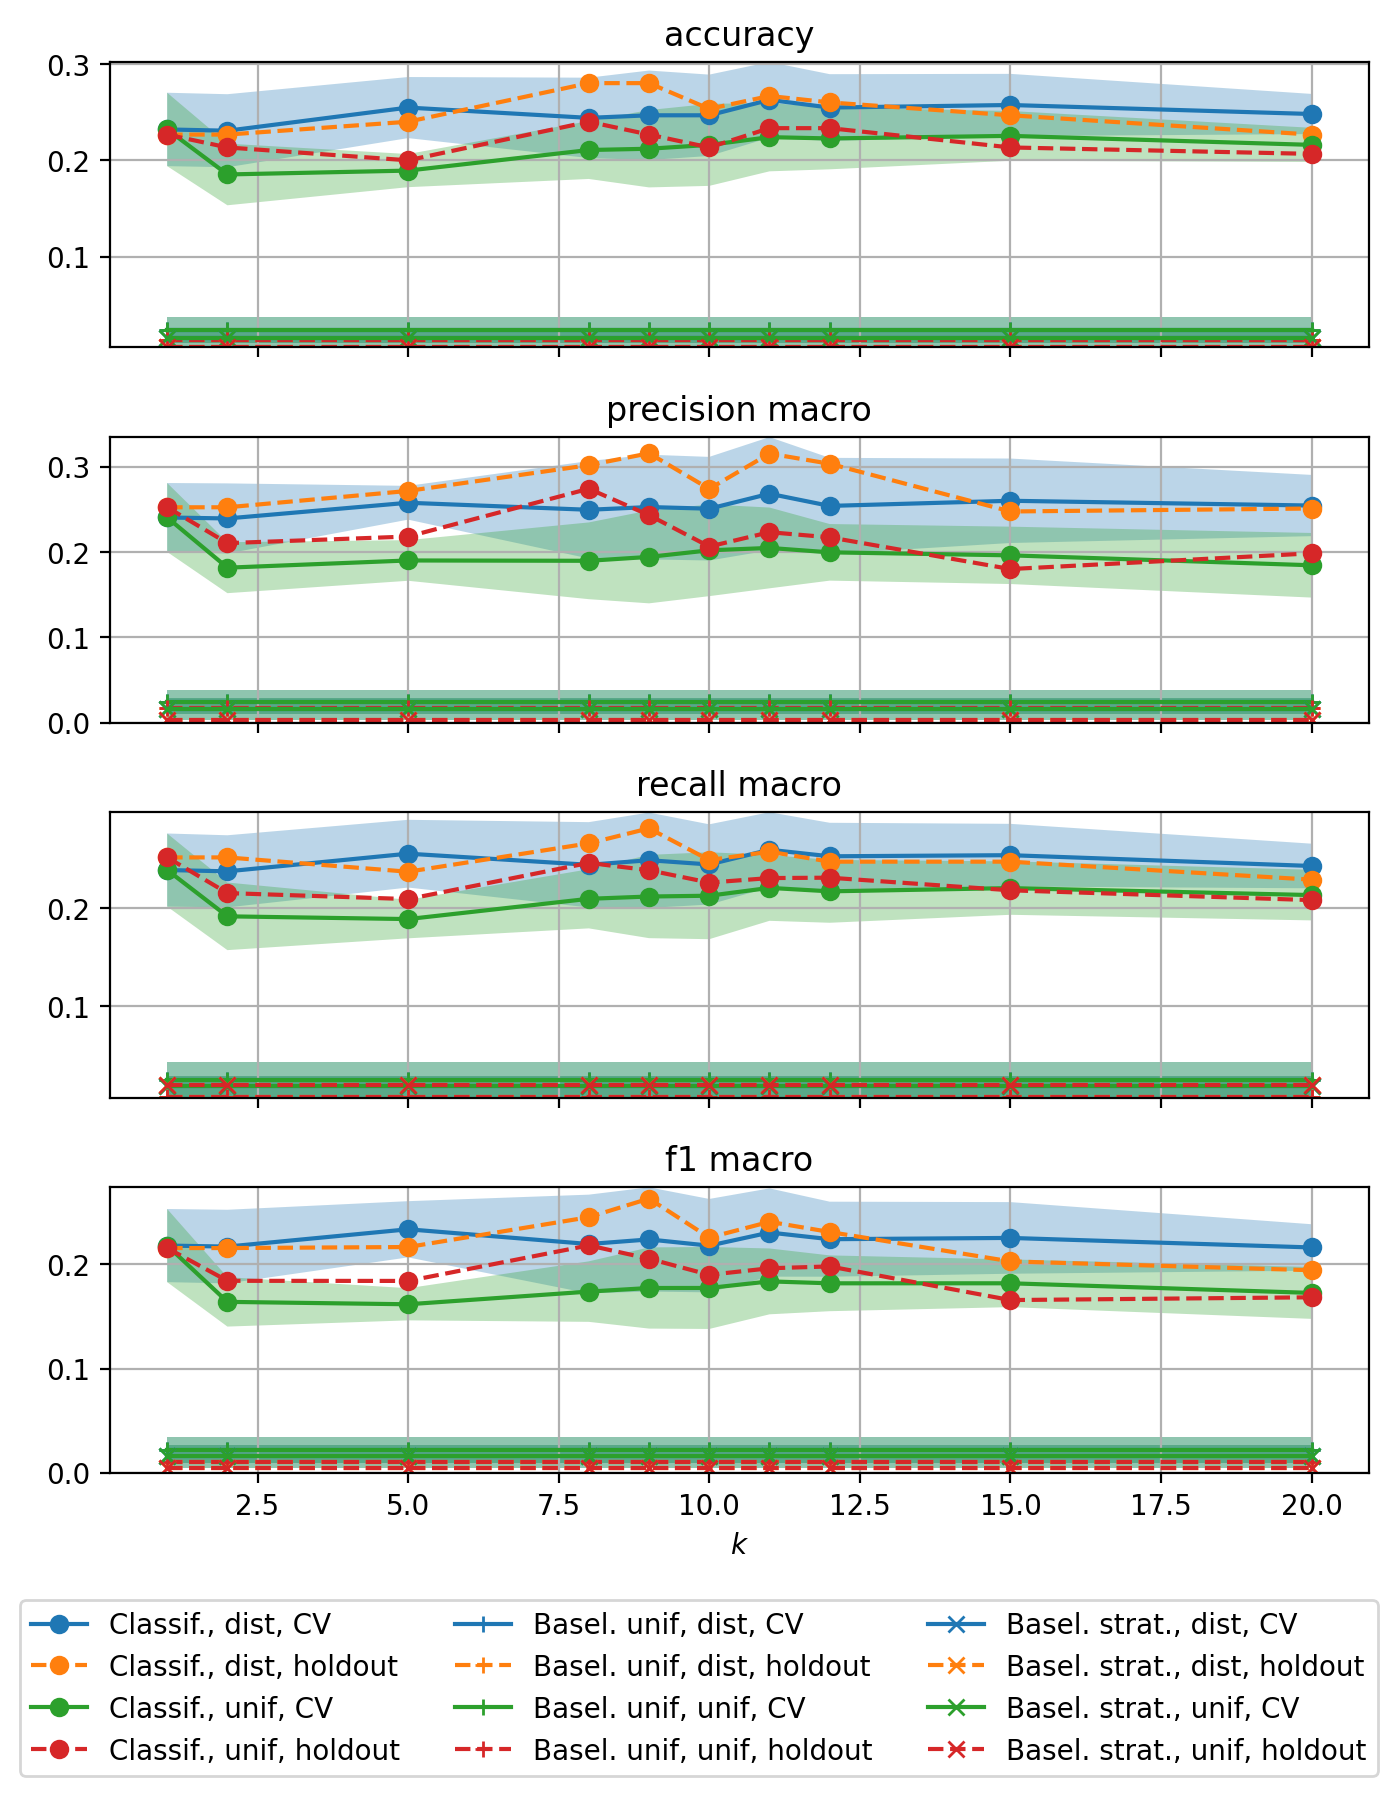 accuracy
0.3
0.2
0.1
precision macro
0.3
0.2
0.1
0.0
recall macro
0.2
0.1
f1 macro
0.2
0.1
0.0
2.5 5.0 7.5 10.0 12.5 15.0 17.5 20.0
k
Classif., dist, CV
Classif., dist, holdout
Classif., unif, CV
Classif., unif, holdout
Basel. unif, dist, CV
Basel. unif, dist, holdout
Basel. unif, unif, CV
Basel. unif, unif, holdout
Basel. strat., dist, CV
Basel. strat., dist, holdout
Basel. strat., unif, CV
Basel. strat., unif, holdout